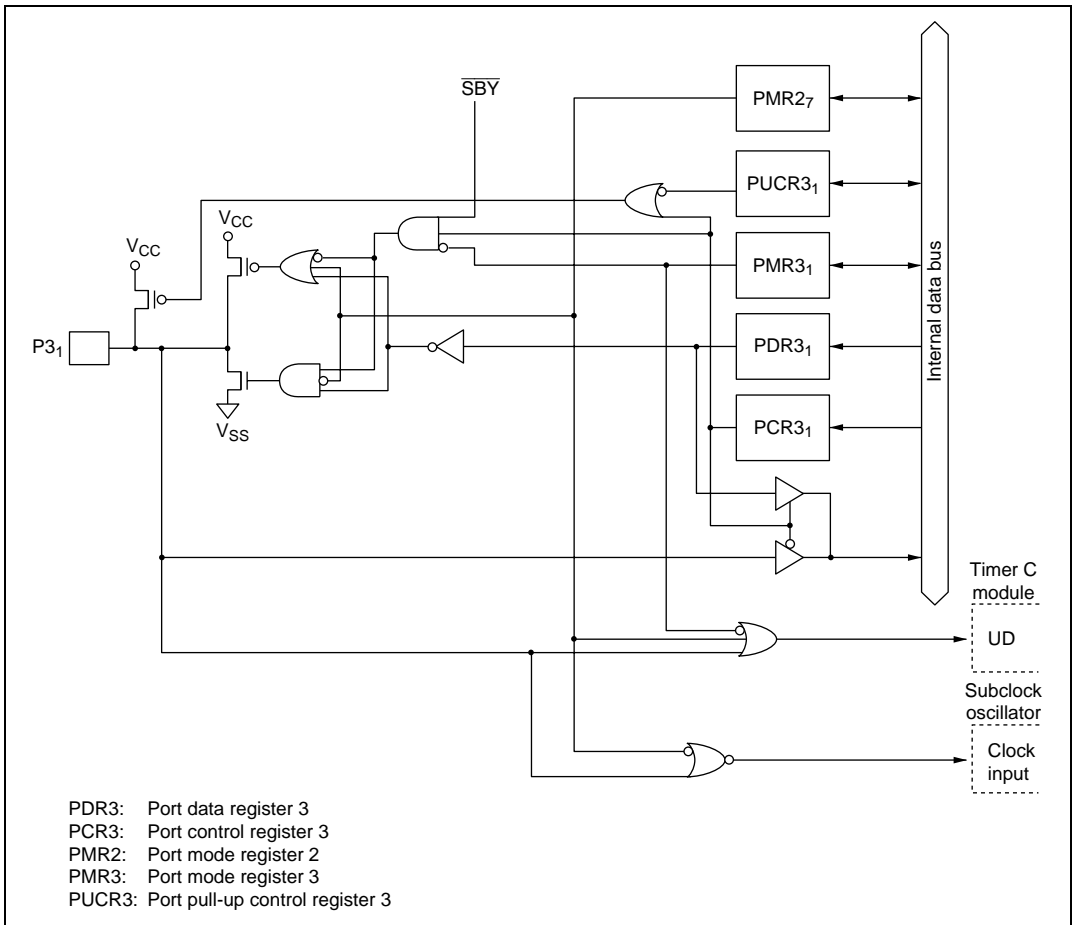 SBY
PMR27
PUCR31
VCC
VCC
PMR31
P31
PDR31
Internal data bus
VSS
PCR31
Timer C
module
UD
Subclock
oscillator
Clock
input
PDR3: Port data register 3
PCR3: Port control register 3
PMR2: Port mode register 2
PMR3: Port mode register 3
PUCR3: Port pull-up control register 3